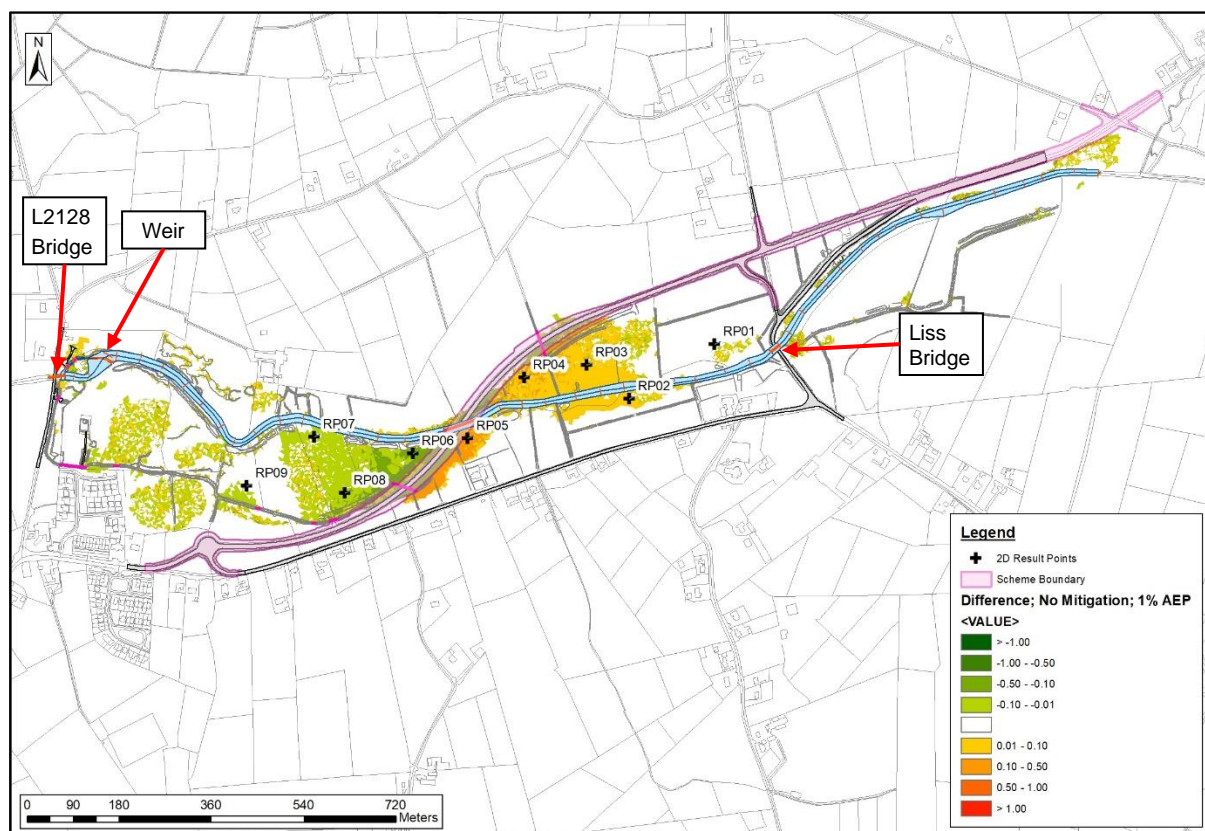 N
L2128
Bridge
Weir
Liss
Bridge
RP01
RP03
RP04
RP02
RP05
RP07
RP06
RP09
RP08
Legend
2D Result Points
Scheme Boundary
Difference; No Mitigation; 1% AEP
<VALUE>
> -1.00
-1.00 - -0.50
-0.50 - -0.10
-0.10 - -0.01
0.01 - 0.10
0.10 - 0.50
0.50 - 1.00
> 1.00
0 90 180 360 540 720
Meters